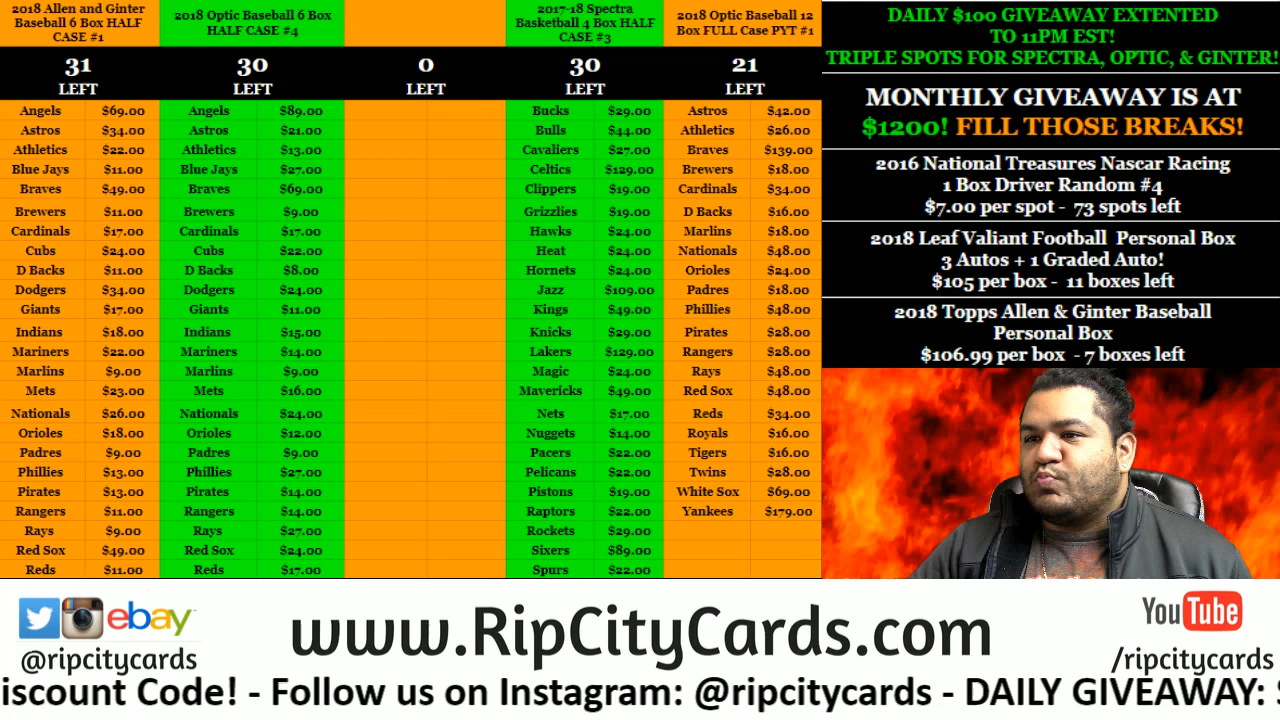 2018 Allen and Ginter
Baseball 6 Box HALF
CASE #1
31
LEFT
Angels $69.00
Astros $34.00
Athletics $22.00
Blue Jays $11.00
Braves $49.00
Brewers $11.00
Cardinals $17.00
Cubs $24.00
D Backs $11.00
Dodgers $34.00
Giants $17.00
Indians $18.00
Mariners $22.00
Marlins $9.00
Mets $23.00
Nationals $26.00
Orioles $18.00
Padres $9.00
Phillies $13.00
Pirates $13.00
Rangers $11.00
Rays $9.00
Red Sox $49.00
Reds $11.00
2018 Optic Baseball 6 Box
HALF CASE #4
30
LEFT
Angels $89.00
Astros $21.00
Athletics $13.00
Blue Jays $27.00
Braves $69.00
Brewers $9.00
Cardinals $17.00
Cubs $22.00
D Backs $8.00
Dodgers $24.00
Giants $11.00
Indians $15.00
Mariners $14.00
Marlins $9.00
Mets $16.00
Nationals $24.00
Orioles $12.00
Padres $9.00
Phillies $27.00
Pirates $14.00
Rangers $14.00
Rays $27.00
Red Sox $24.00
Reds $17.00
0
LEFT
2017-18 Spectra
Basketball 4 Box HALF
CASE #3
30
LEFT
Bucks $29.00
Bulls $44.00
Cavaliers $27.00
Celtics $129.00
Clippers $19.00
Grizzlies $19.00
Hawks $24.00
Heat $24.00
Hornets $24.00
Jazz $109.00
Kings $49.00
Knicks $29.00
Lakers $129.00
Magic $24.00
Mavericks $49.00
Nets $17.00
Nuggets $14.00
Pacers $22.00
Pelicans $22.00
Pistons $19.00
Raptors $22.00
Rockets $29.00
Sixers $89.00
Spurs $22.00
2018 Optic Baseball 12
Box FULL Case PYT #1
21
LEFT
Astros $42.00
Athletics $26.00
Braves $139.00
Brewers $18.00
Cardinals $34.00
D Backs $16.00
Marlins $18.00
Nationals $48.00
Orioles $24.00
Padres $18.00
Phillies $48.00
Pirates $28.00
Rangers $28.00
Rays $48.00
Red Sox $48.00
Reds $34.00
Royals $16.00
Tigers $16.00
Twins $28.00
White Sox $69.00
Yankees $179.00
DAILY $100 GIVEAWAY EXTENTED
TO 11PM EST!
TRIPLE SPOTS FOR SPECTRA, OPTIC, & GINTER!
MONTHLY GIVEAWAY IS AT
$1200! FILL THOSE BREAKS!
2016 National Treasures Nascar Racing
1 Box Driver Random #4
$7.00 per spot - 73 spots left
2018 Leaf Valiant Football Personal Box
3 Autos + 1 Graded Auto!
$105 per box - 11 boxes left
2018 Topps Allen & Ginter Baseball
Personal Box
$106.99 per box - 7 boxes left
ebay
@ripcitycards
www.RipCityCards.com
YouTube
/ripcitycards
iscount Code! - Follow us on Instagram: @ripcitycards - DAILY GIVEAWAY: S